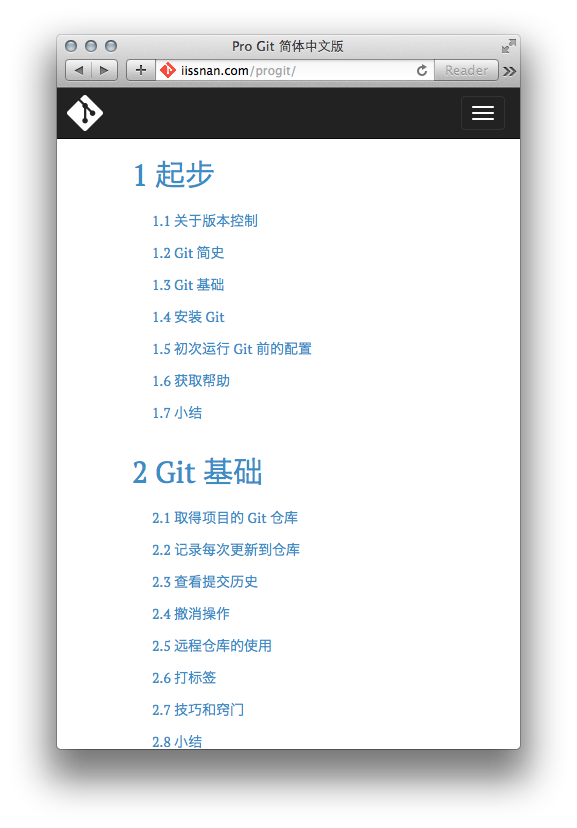 Pro Git 简体中文版
iissnan.com/progit/
Reader
1 起步
1.1 关于版本控制
1.2 Git 简史
1.3 Git 基础
1.4 安装 Git
1.5 初次运行 Git 前的配置
1.6 获取帮助
1.7 小结
2 Git 基础
2.1 取得项目的 Git 仓库
2.2 记录每次更新到仓库
2.3 查看提交历史
2.4 撤消操作
2.5 远程仓库的使用
2.6 打标签
2.7 技巧和窍门
2.8 小结